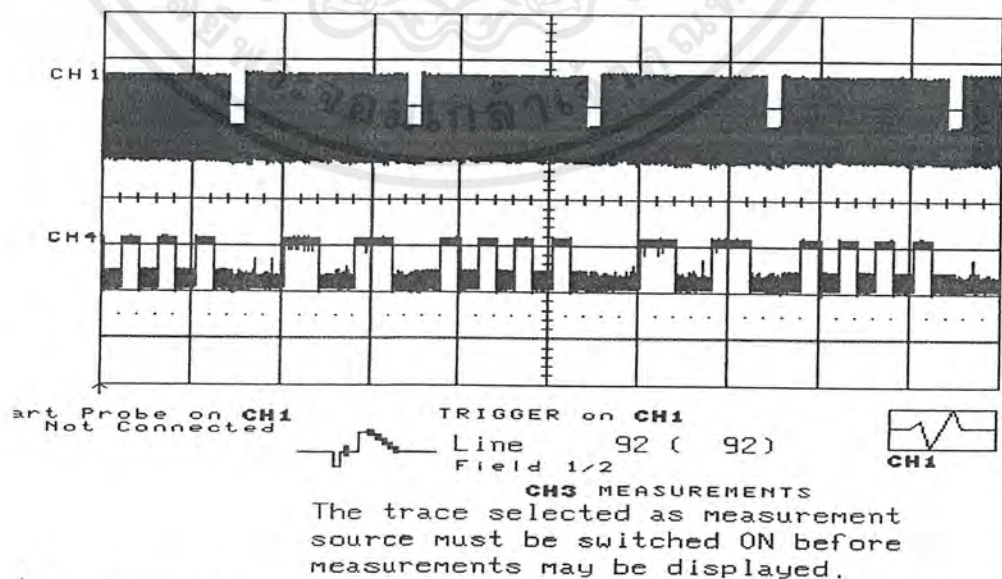 CH1
CH4
art Probe on CH1
Not Connected
TRIGGER on CH1
Line 92 ( 92)
Field 1/2
CH1
CH3 MEASUREMENTS
The trace selected as measurement
source must be switched ON before
measurements may be displayed.